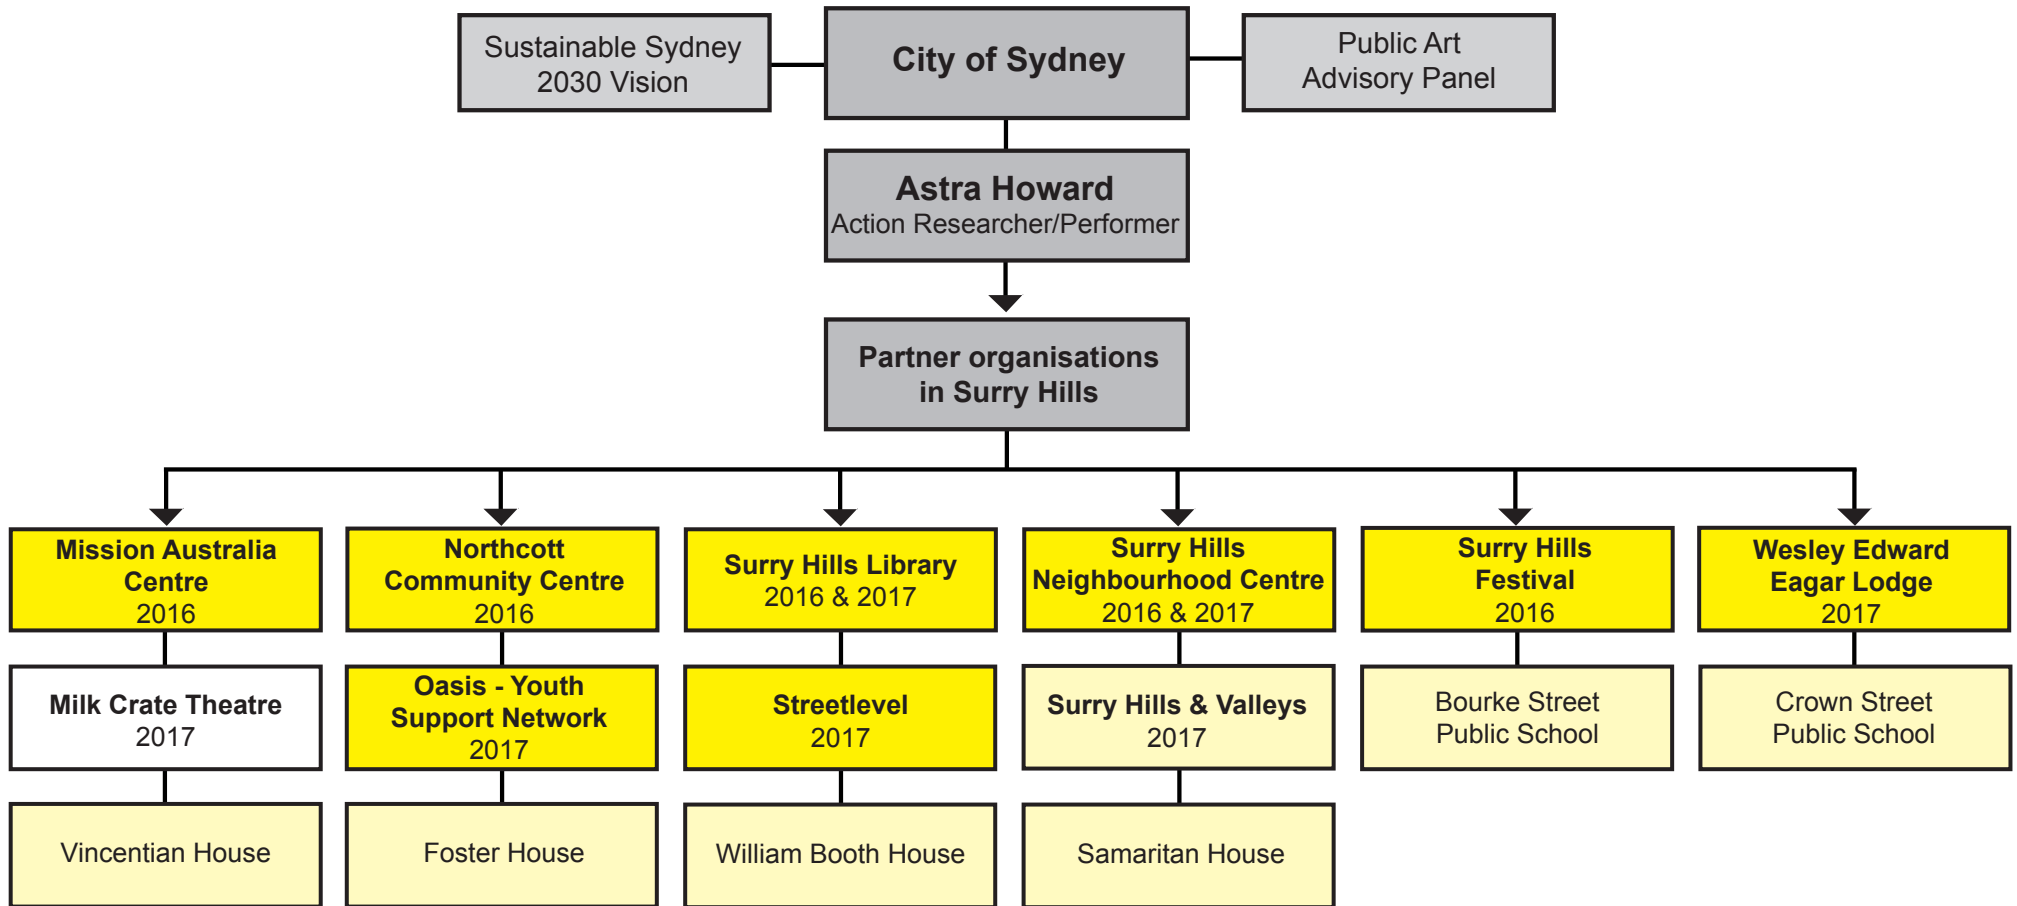 Sustainable Sydney
2030 Vision
City of Sydney
Public Art
Advisory Panel
Astra Howard
Action Researcher/Performer
Partner organisations
in Surry Hills
Mission Australia
Centre
2016
Northcott
Community Centre
2016
Surry Hills Library
2016 & 2017
Surry Hills
Neighbourhood Centre
2016 & 2017
Surry Hills
Festival
2016
Wesley Edward
Eagar Lodge
2017
Milk Crate Theatre
2017
Oasis - Youth
Support Network
2017
Streetlevel
2017
Surry Hills & Valleys
2017
Bourke Street
Public School
Crown Street
Public School
Vincentian House
Foster House
William Booth House
Samaritan House